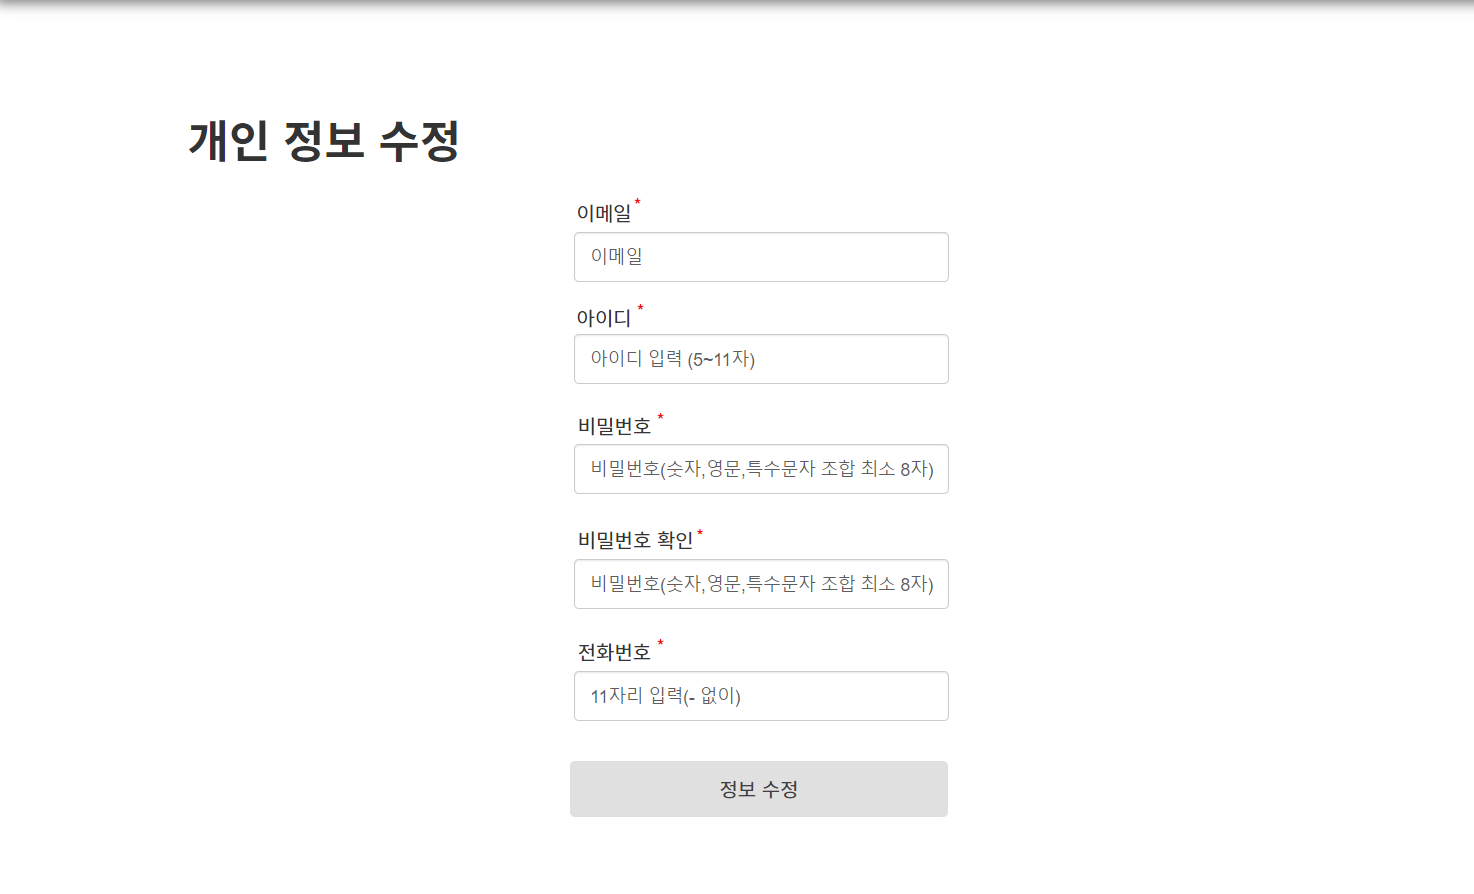 개인 정보 수정
이메일*
이메일
아이디 *
아이디 입력 (5~11자)
비밀번호 *
비밀번호(숫자,영문,특수문자 조합 최소 8자)
비밀번호 확인*
비밀번호(숫자,영문,특수문자 조합 최소 8자)
전화번호 *
11자리 입력(- 없이)
정보 수정